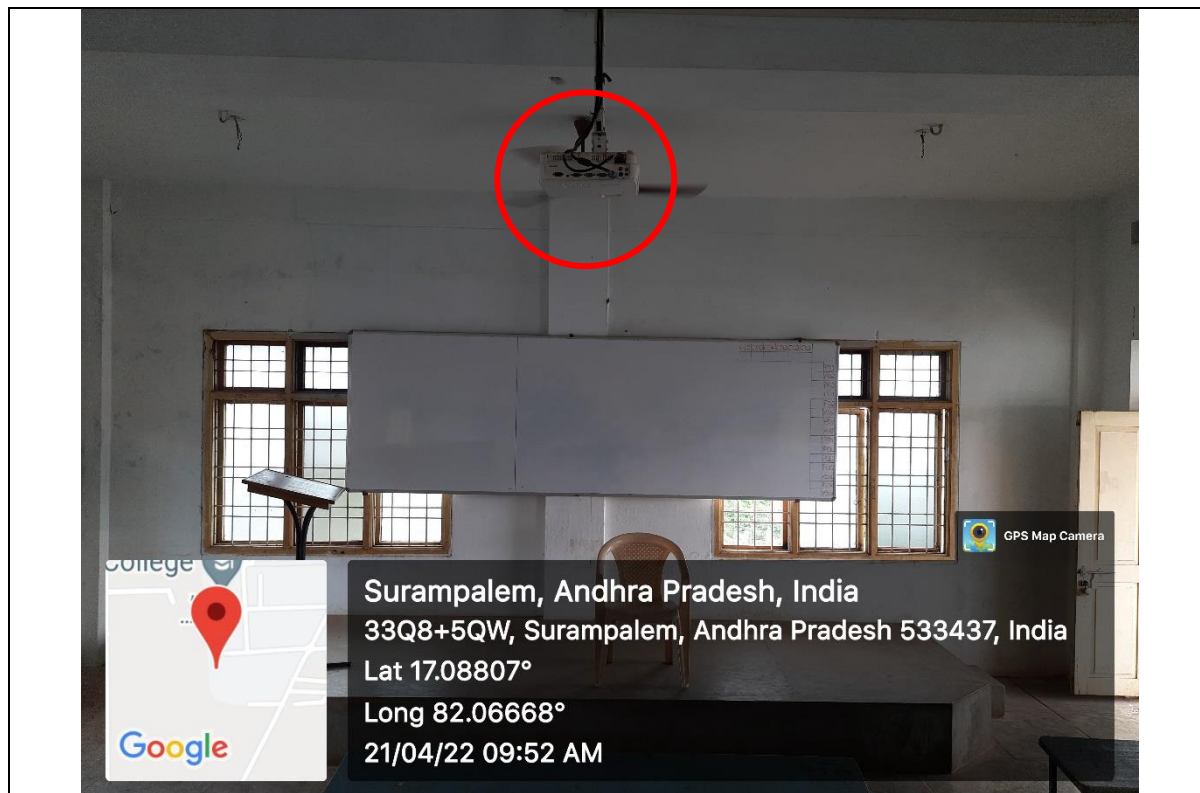 GPS Map Camera
College
Surampalem, Andhra Pradesh, India
33Q8+5QW, Surampalem, Andhra Pradesh 533437, India
Lat 17.08807°
Long 82.06668°
21/04/22 09:52 AM
Google